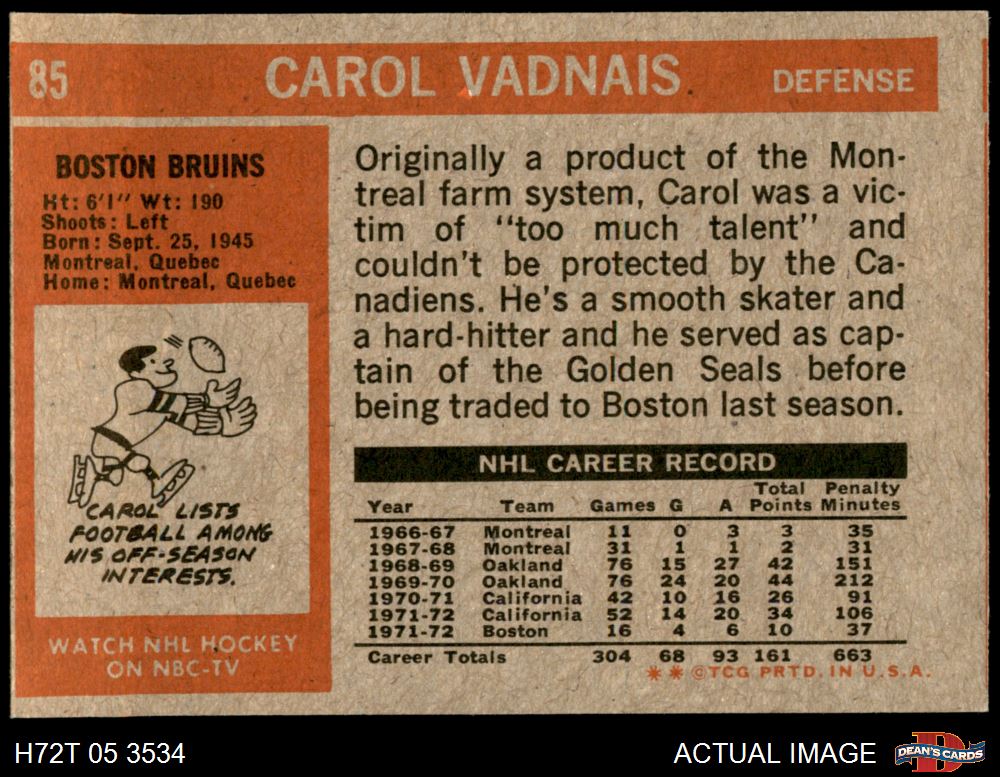 85 CAROL VADNAIS DEFENSE
BOSTON BRUINS
Ht: 6'1" Wt: 190
Shoots: Left
Born: Sept. 25, 1945
Montreal, Quebec
Home: Montreal, Quebec
CAROL LISTS
FOOTBALL AMONG
HIS OFF-SEASON
INTERESTS.
WATCH NHL HOCKEY
ON NBC-TV
Originally a product of the Mon-
treal farm system, Carol was a vic-
tim of "too much talent" and
couldn't be protected by the Ca-
nadiens. He's a smooth skater and
a hard-hitter and he served as cap-
tain of the Golden Seals before
being traded to Boston last season.
NHL CAREER RECORD
Year Team Games G A Total Points Penalty Minutes
1966-67 Montreal 11 0 3 3 35
1967-68 Montreal 31 1 1 2 31
1968-69 Oakland 76 15 27 42 151
1969-70 Oakland 76 24 20 44 212
1970-71 California 42 10 16 26 91
1971-72 California 52 14 20 34 106
1971-72 Boston 16 4 6 10 37
Career Totals 304 68 93 161 663
** ©TCG PRTD. IN U.S.A.
H72T 05 3534 ACTUAL IMAGE DEAN'S CARDS